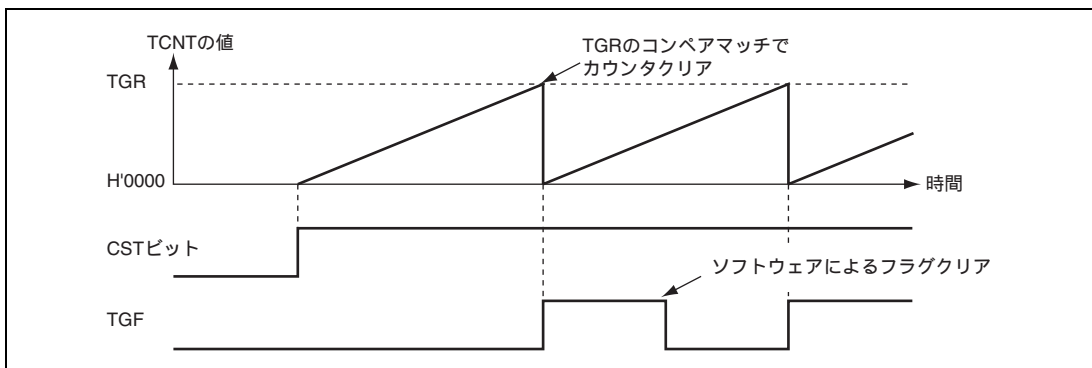 TCNTの値
TGRのコンペアマッチで
カウンタクリア
TGR
H'0000
時間
CSTビット
ソフトウェアによるフラグクリア
TGF